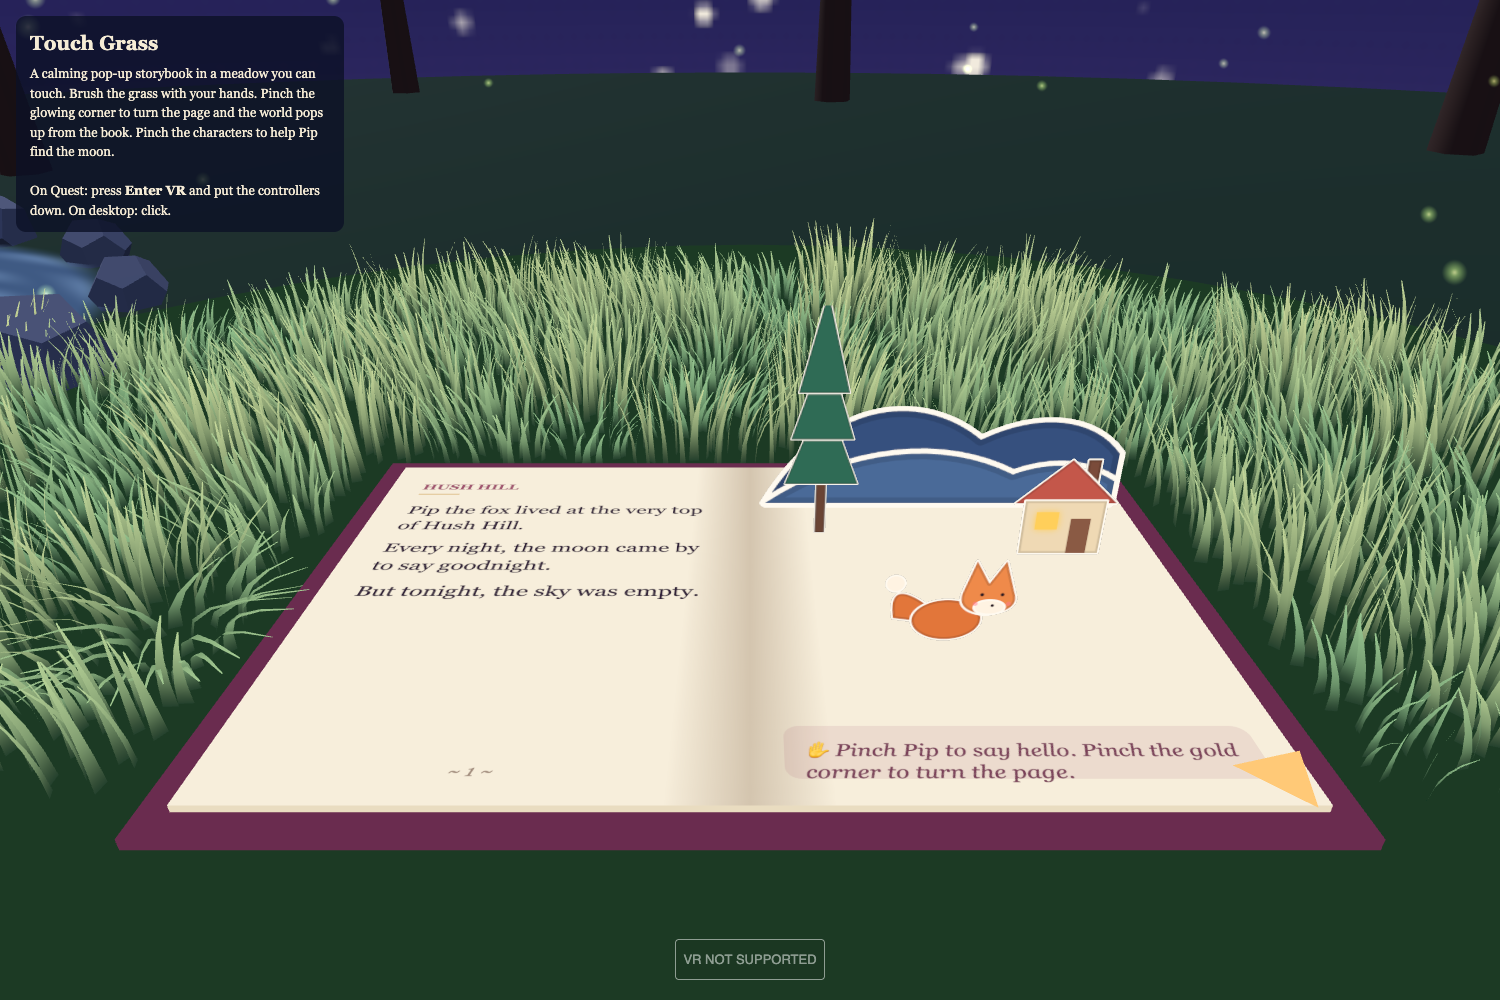 Touch Grass
A calming pop-up storybook in a meadow you can
touch. Brush the grass with your hands. Pinch the
glowing corner to turn the page and the world pops
up from the book. Pinch the characters to help Pip
find the moon.
On Quest: press Enter VR and put the controllers
down. On desktop: click.
HUSH HILL
Pip the fox lived at the very top
of Hush Hill.
Every night, the moon came by
to say goodnight.
But tonight, the sky was empty.
~ 1 ~
🖐 Pinch Pip to say hello. Pinch the gold
corner to turn the page.
VR NOT SUPPORTED